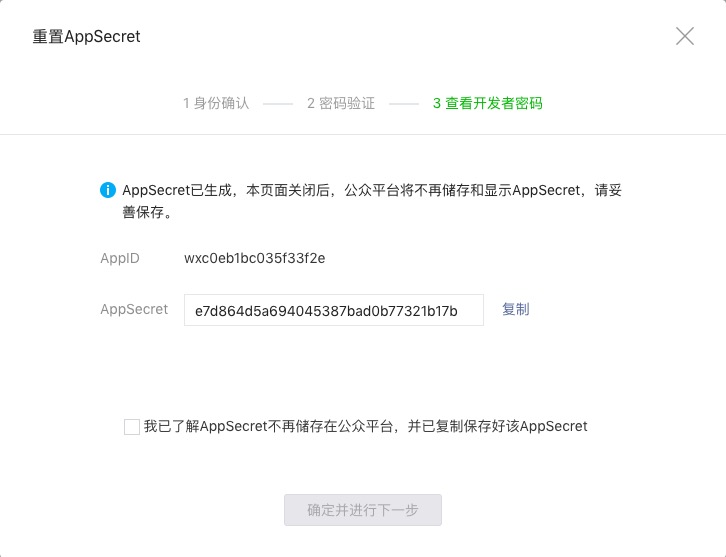 重置AppSecret
1 身份确认
2 密码验证
3 查看开发者密码
AppSecret已生成，本页面关闭后，公众平台将不再储存和显示AppSecret，请妥
善保存。
AppID wxc0eb1bc035f33f2e
AppSecret e7d864d5a694045387bad0b77321b17b 复制
我已了解AppSecret不再储存在公众平台，并已复制保存好该AppSecret
确定并进行下一步